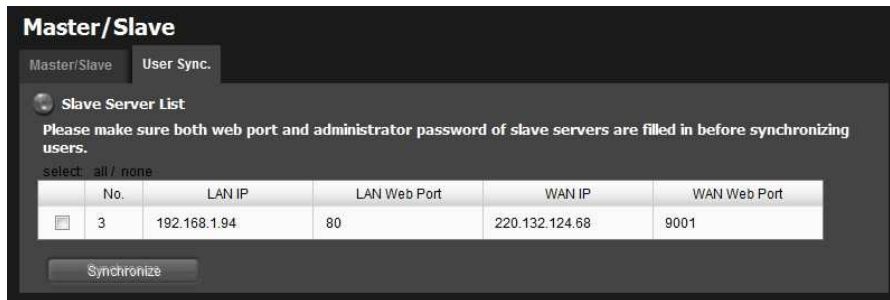 Master/Slave
Master/Slave User Sync.
Slave Server List
Please make sure both web port and administrator password of slave servers are filled in before synchronizing
users.
select: all / none
No. LAN IP LAN Web Port WAN IP WAN Web Port
3 192.168.1.94 80 220.132.124.68 9001
Synchronize